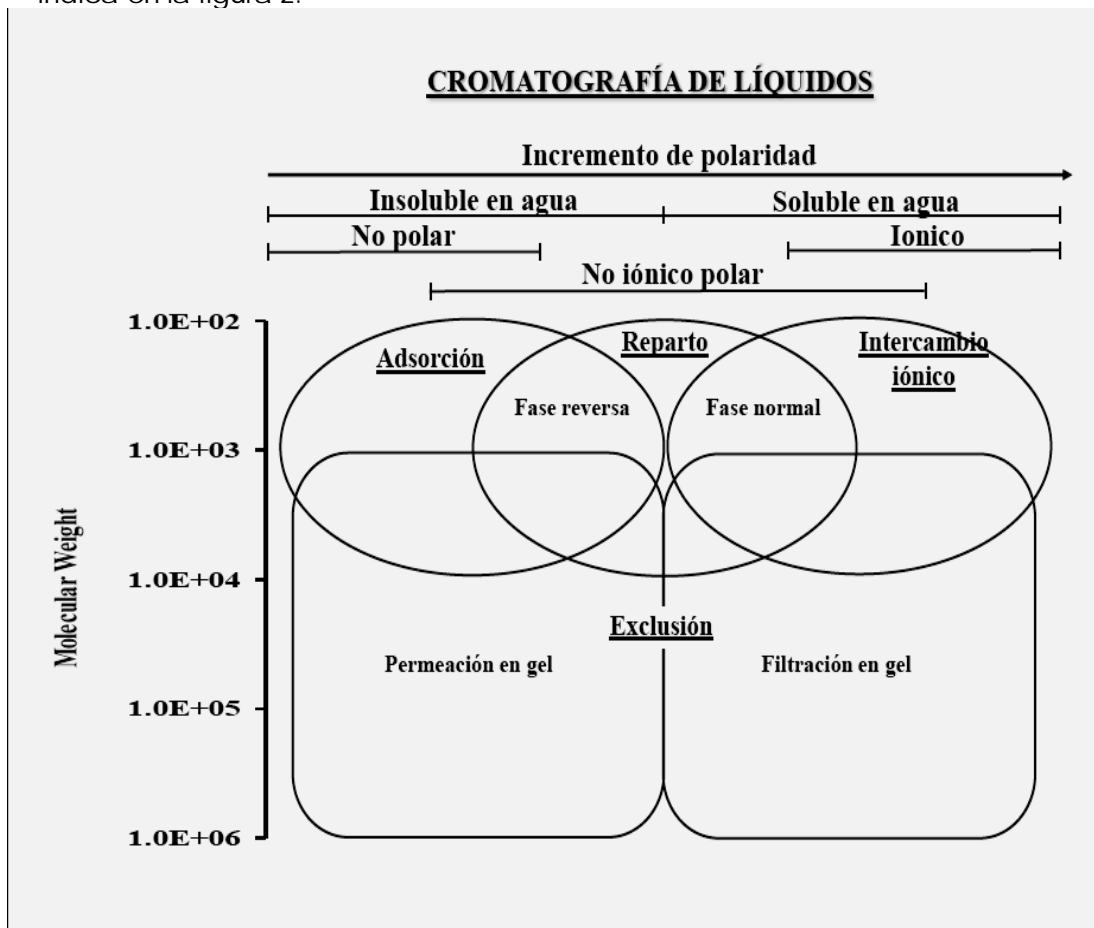 indica en la figura 2.
CROMATOGRAFÍA DE LÍQUIDOS
Incremento de polaridad
Insoluble en agua
Soluble en agua
No polar
Ionico
No iónico polar
1.0E+02
Adsorción
Reparto
Intercambio
iónico
Fase reversa
Fase normal
1.0E+03
Molecular Weight
1.0E+04
Exclusión
Permeación en gel
Filtración en gel
1.0E+05
1.0E+06